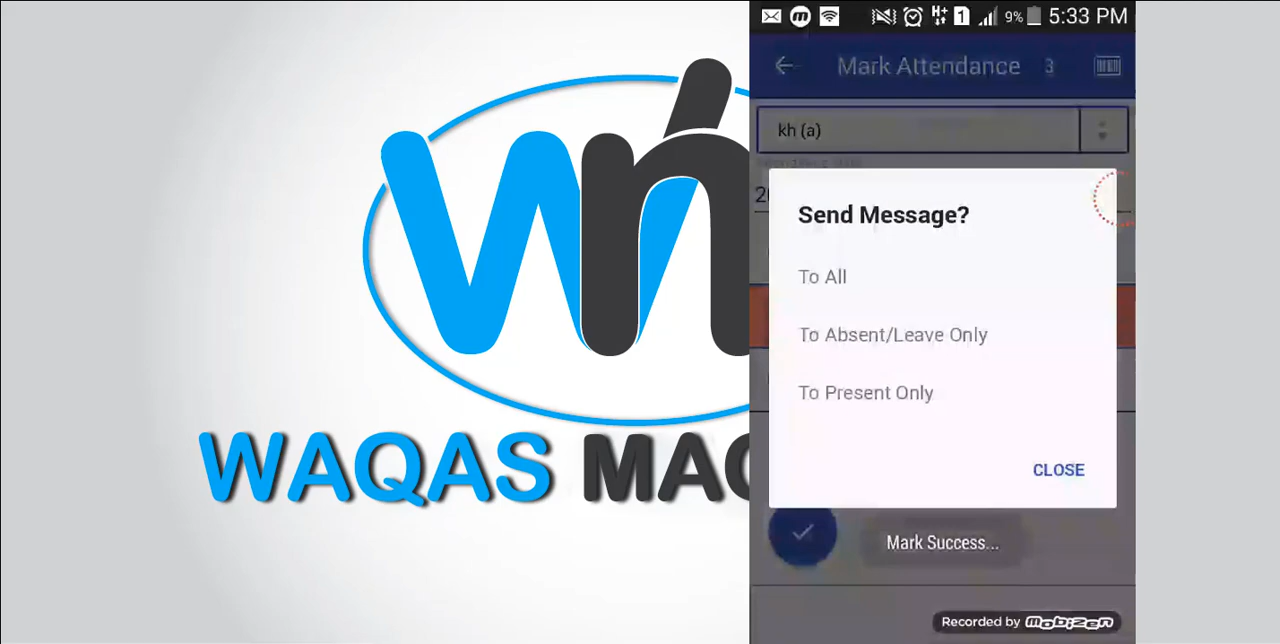 WAQAS
9%
5:33 PM
Mark Attendance
3
kh (a)
Send Message?
To All
To Absent/Leave Only
To Present Only
CLOSE
Mark Success...
Recorded by MOBIZEN